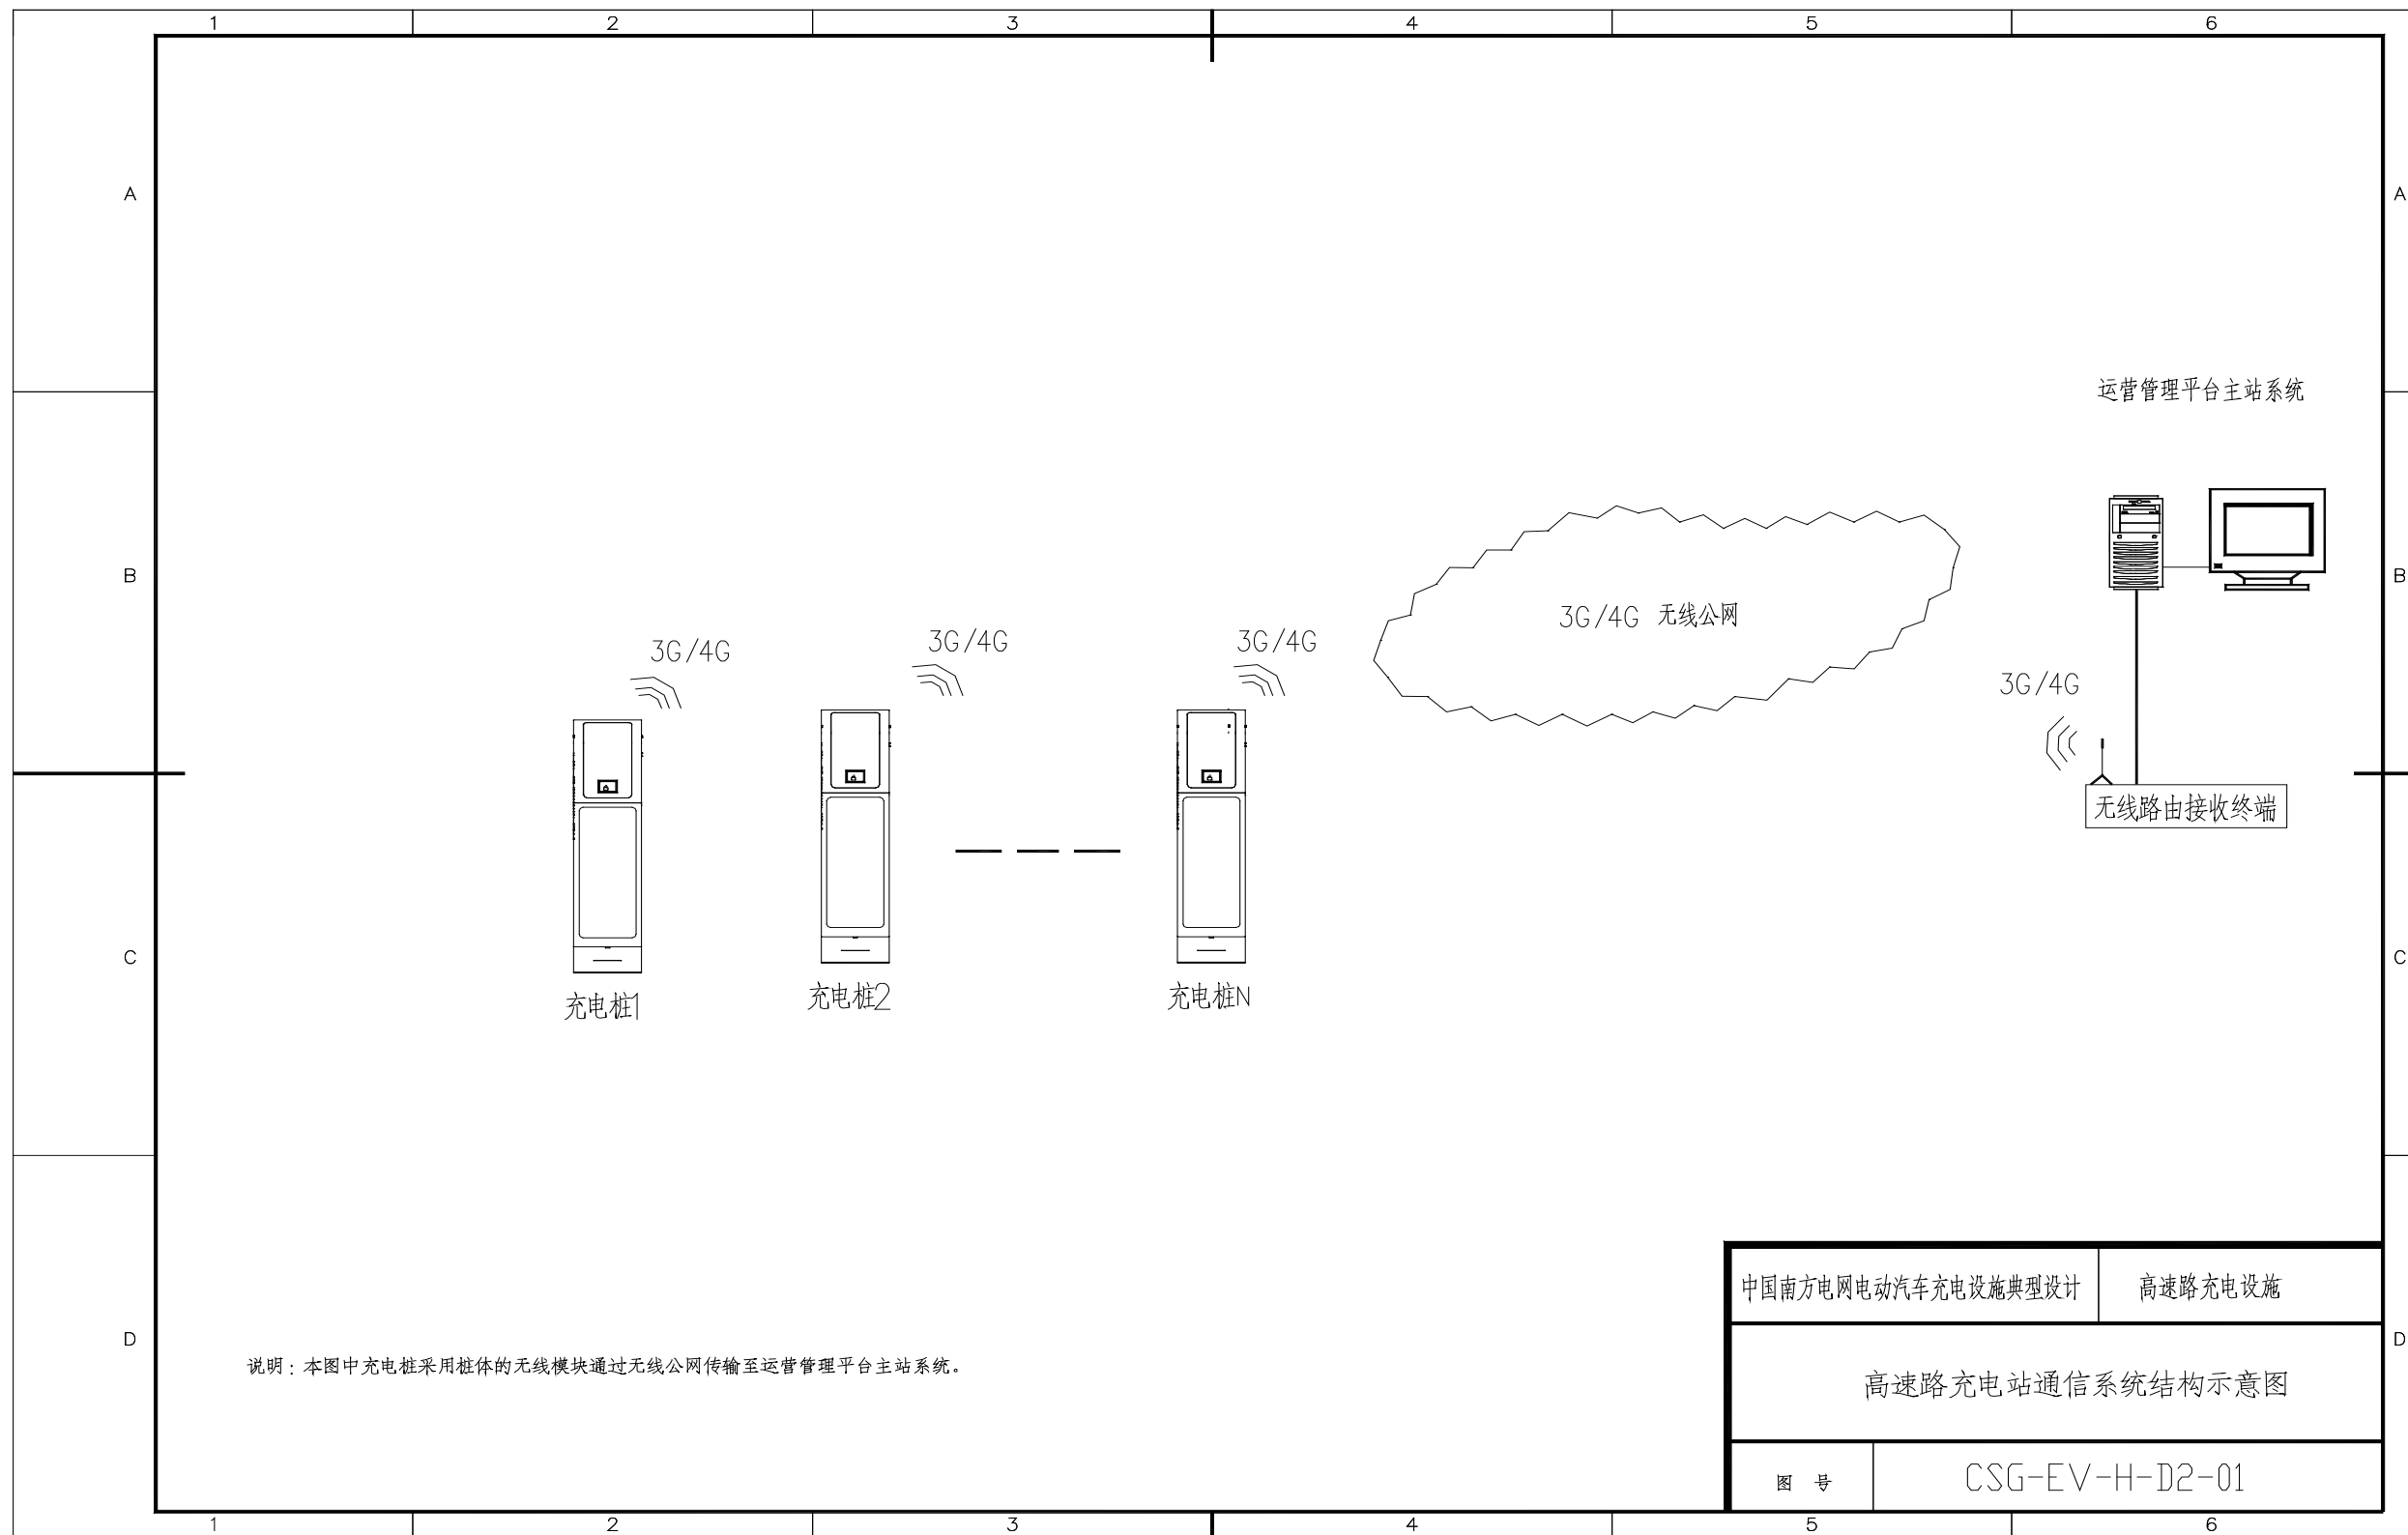 1 2 3 4 5 6
A A
运营管理平台主站系统
B B
3G/4G 无线公网
3G/4G 3G/4G 3G/4G
3G/4G
无线路由接收终端
C C
充电桩1 充电桩2 充电桩N
中国南方电网电动汽车充电设施典型设计 高速路充电设施
D D
说明：本图中充电桩采用桩体的无线模块通过无线公网传输至运营管理平台主站系统。
高速路充电站通信系统结构示意图
图 号 CSG-EV-H-D2-01
1 2 3 4 5 6